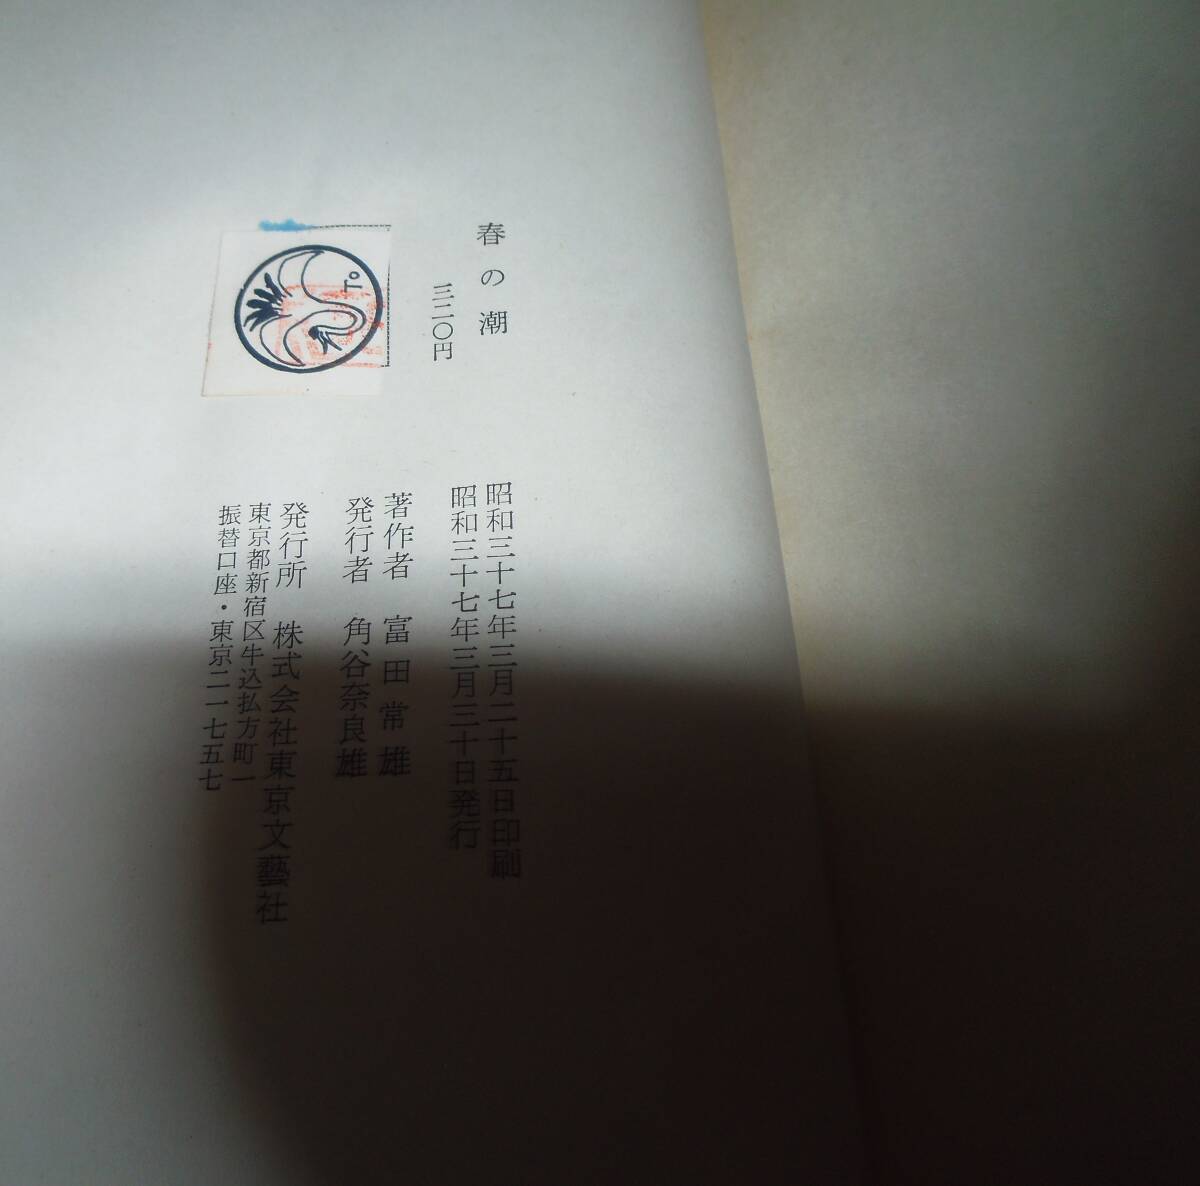 春の潮
三二〇円
To
昭和三十七年三月二十五日印刷
昭和三十七年三月三十日発行
著作者 富田常雄
発行者 角谷奈良雄
発行所 株式会社東京文藝社
東京都新宿区牛込払方町一
振替口座・東京二一七五七